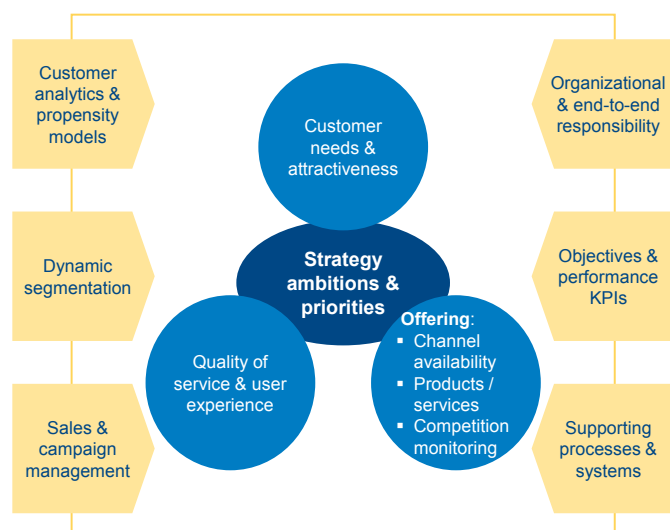 Customer
analytics &
propensity
models
Dynamic
segmentation
Sales &
campaign
management
Customer
needs &
attractiveness
Strategy
ambitions &
priorities
Quality of
service & user
experience
Offering:
▪ Channel
availability
▪ Products /
services
▪ Competition
monitoring
Organizational
& end-to-end
responsibility
Objectives &
performance
KPIs
Supporting
processes &
systems